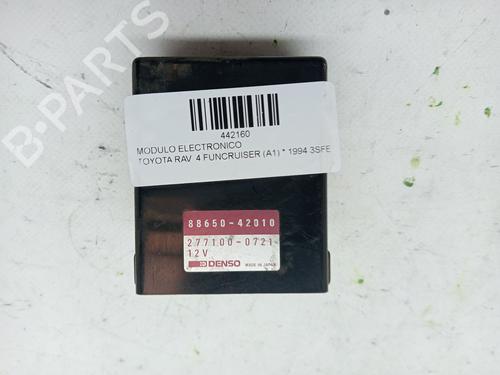 B-PARTS
442160
MODULO ELECTRONICO
TOYOTA RAV 4 FUNCRUISER (A1) * 1994 3SFE
88650-42010
277100-0721
12V
DENSO MADE IN JAPAN